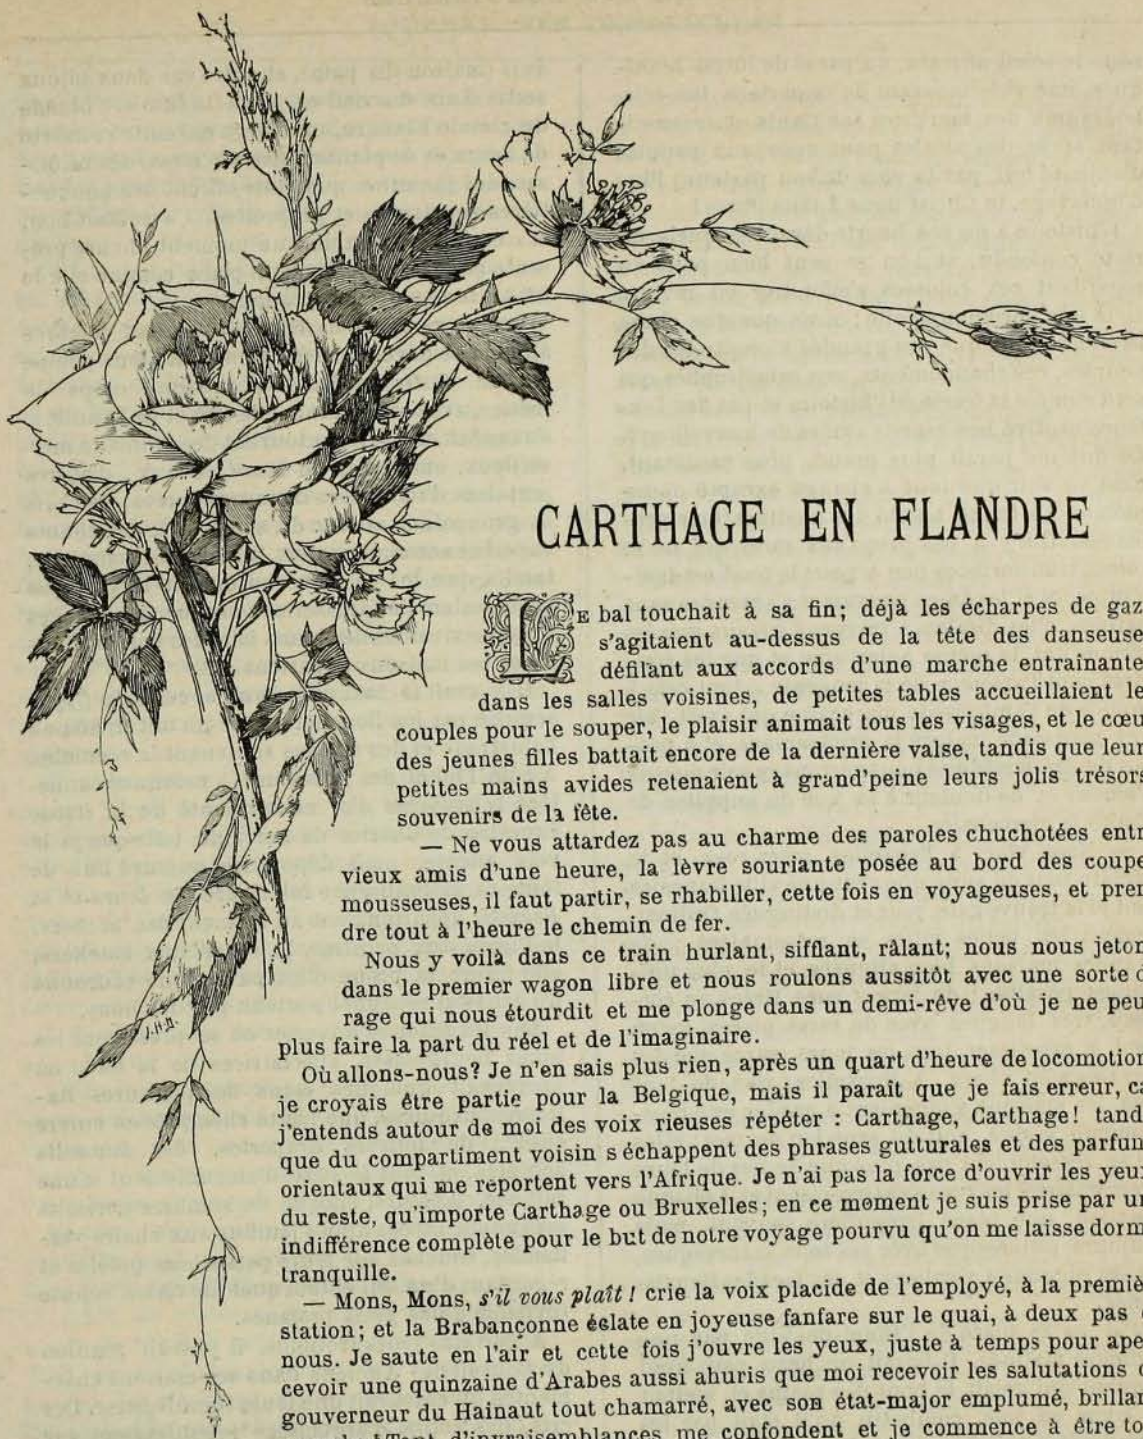 CARTHAGE EN FLANDRE
LE bal touchait à sa fin; déjà les écharpes de gaz
s'agitaient au-dessus de la tête des danseuse
défilant aux accords d'une marche entraînante
dans les salles voisines, de petites tables accueillaient le
couples pour le souper, le plaisir animait tous les visages, et le cœu
des jeunes filles battait encore de la dernière valse, tandis que leur
petites mains avides retenaient à grand'peine leurs jolis trésors
souvenirs de la fête.
— Ne vous attardez pas au charme des paroles chuchotées entr
vieux amis d'une heure, la lèvre souriante posée au bord des coupe
mousseuses, il faut partir, se rhabiller, cette fois en voyageuses, et pren
dre tout à l'heure le chemin de fer.
Nous y voilà dans ce train hurlant, sifflant, râlant; nous nous jeton
dans le premier wagon libre et nous roulons aussitôt avec une sorte d
rage qui nous étourdit et me plonge dans un demi-rêve d'où je ne peu
plus faire la part du réel et de l'imaginaire.
Où allons-nous? Je n'en sais plus rien, après un quart d'heure de locomotion
je croyais être partie pour la Belgique, mais il paraît que je fais erreur, ca
j'entends autour de moi des voix rieuses répéter : Carthage, Carthage! tand
que du compartiment voisin s échappent des phrases gutturales et des parfum
orientaux qui me reportent vers l'Afrique. Je n'ai pas la force d'ouvrir les yeux
du reste, qu'importe Carthage ou Bruxelles; en ce moment je suis prise par un
indifférence complète pour le but de notre voyage pourvu qu'on me laisse dorm
tranquille.
— Mons, Mons, s'il vous plaît! crie la voix placide de l'employé, à la premiè
station; et la Brabançonne éclate en joyeuse fanfare sur le quai, à deux pas
nous. Je saute en l'air et cette fois j'ouvre les yeux, juste à temps pour aper
cevoir une quinzaine d'Arabes aussi ahuris que moi recevoir les salutations d
gouverneur du Hainaut tout chamarré, avec son état-major emplumé, brillan
d'invraisemblances me confondent et je commence à être to
J.H.D.